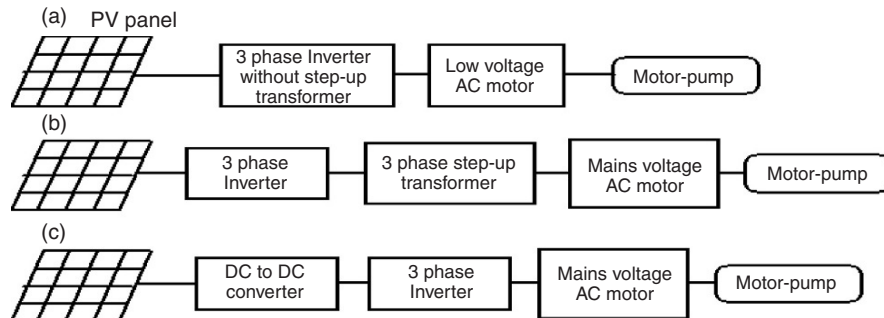 (a)
PV panel
3 phase Inverter
without step-up
transformer
Low voltage
AC motor
Motor-pump
(b)
3 phase
Inverter
3 phase step-up
transformer
Mains voltage
AC motor
Motor-pump
(c)
DC to DC
converter
3 phase
Inverter
Mains voltage
AC motor
Motor-pump